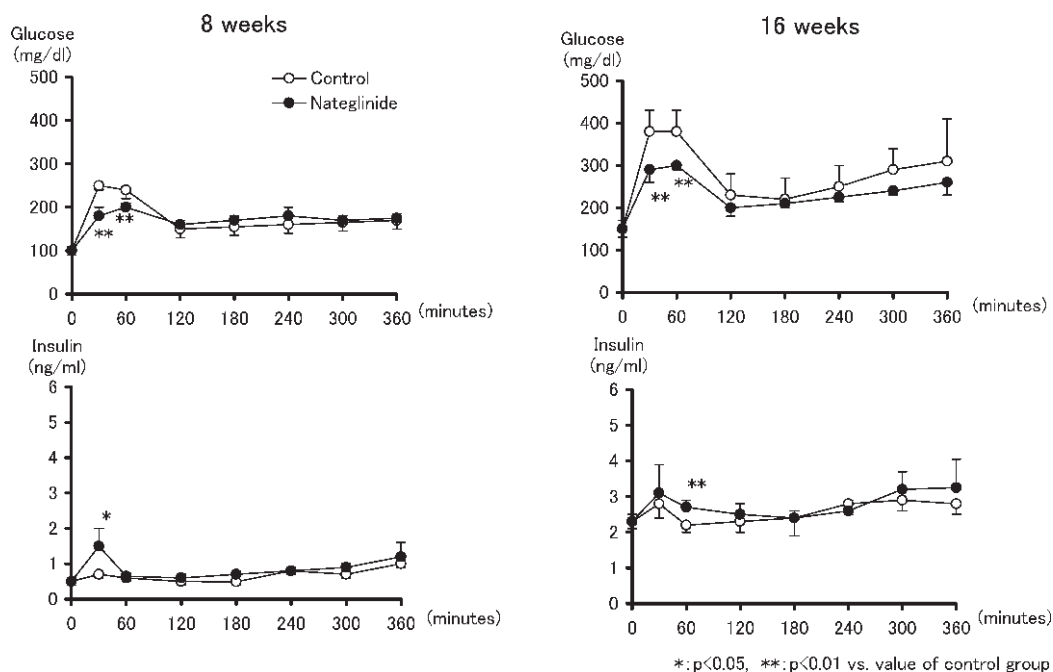 8 weeks
Glucose
(mg/dl)
500
400
300
200
100
0
Control
Nateglinide
**
**
0 60 120 180 240 300 360 (minutes)
16 weeks
Glucose
(mg/dl)
500
400
300
200
100
0
**
**
0 60 120 180 240 300 360 (minutes)
Insulin
(ng/ml)
6
5
4
3
2
1
0
*
0 60 120 180 240 300 360 (minutes)
Insulin
(ng/ml)
6
5
4
3
2
1
0
**
0 60 120 180 240 300 360 (minutes)
*:p<0.05, **:p<0.01 vs. value of control group